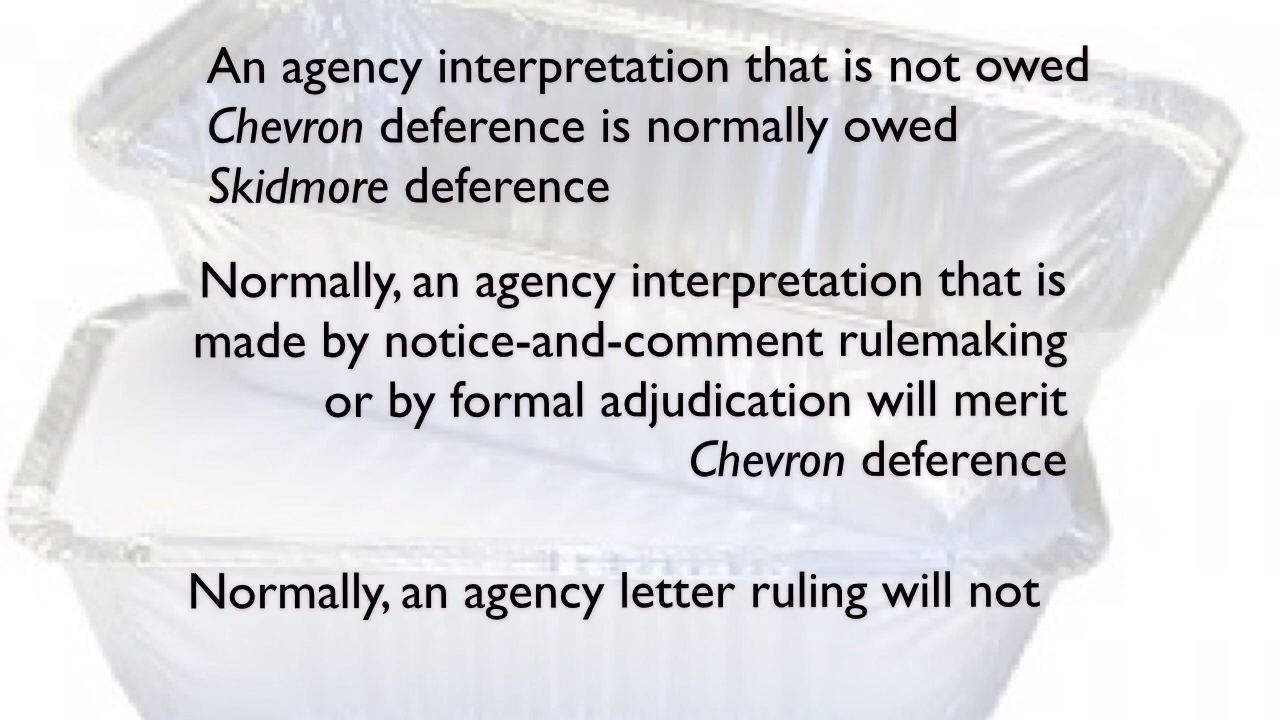 An agency interpretation that is not owed
Chevron deference is normally owed
Skidmore deference
Normally, an agency interpretation that is
made by notice-and-comment rulemaking
or by formal adjudication will merit
Chevron deference
Normally, an agency letter ruling will not